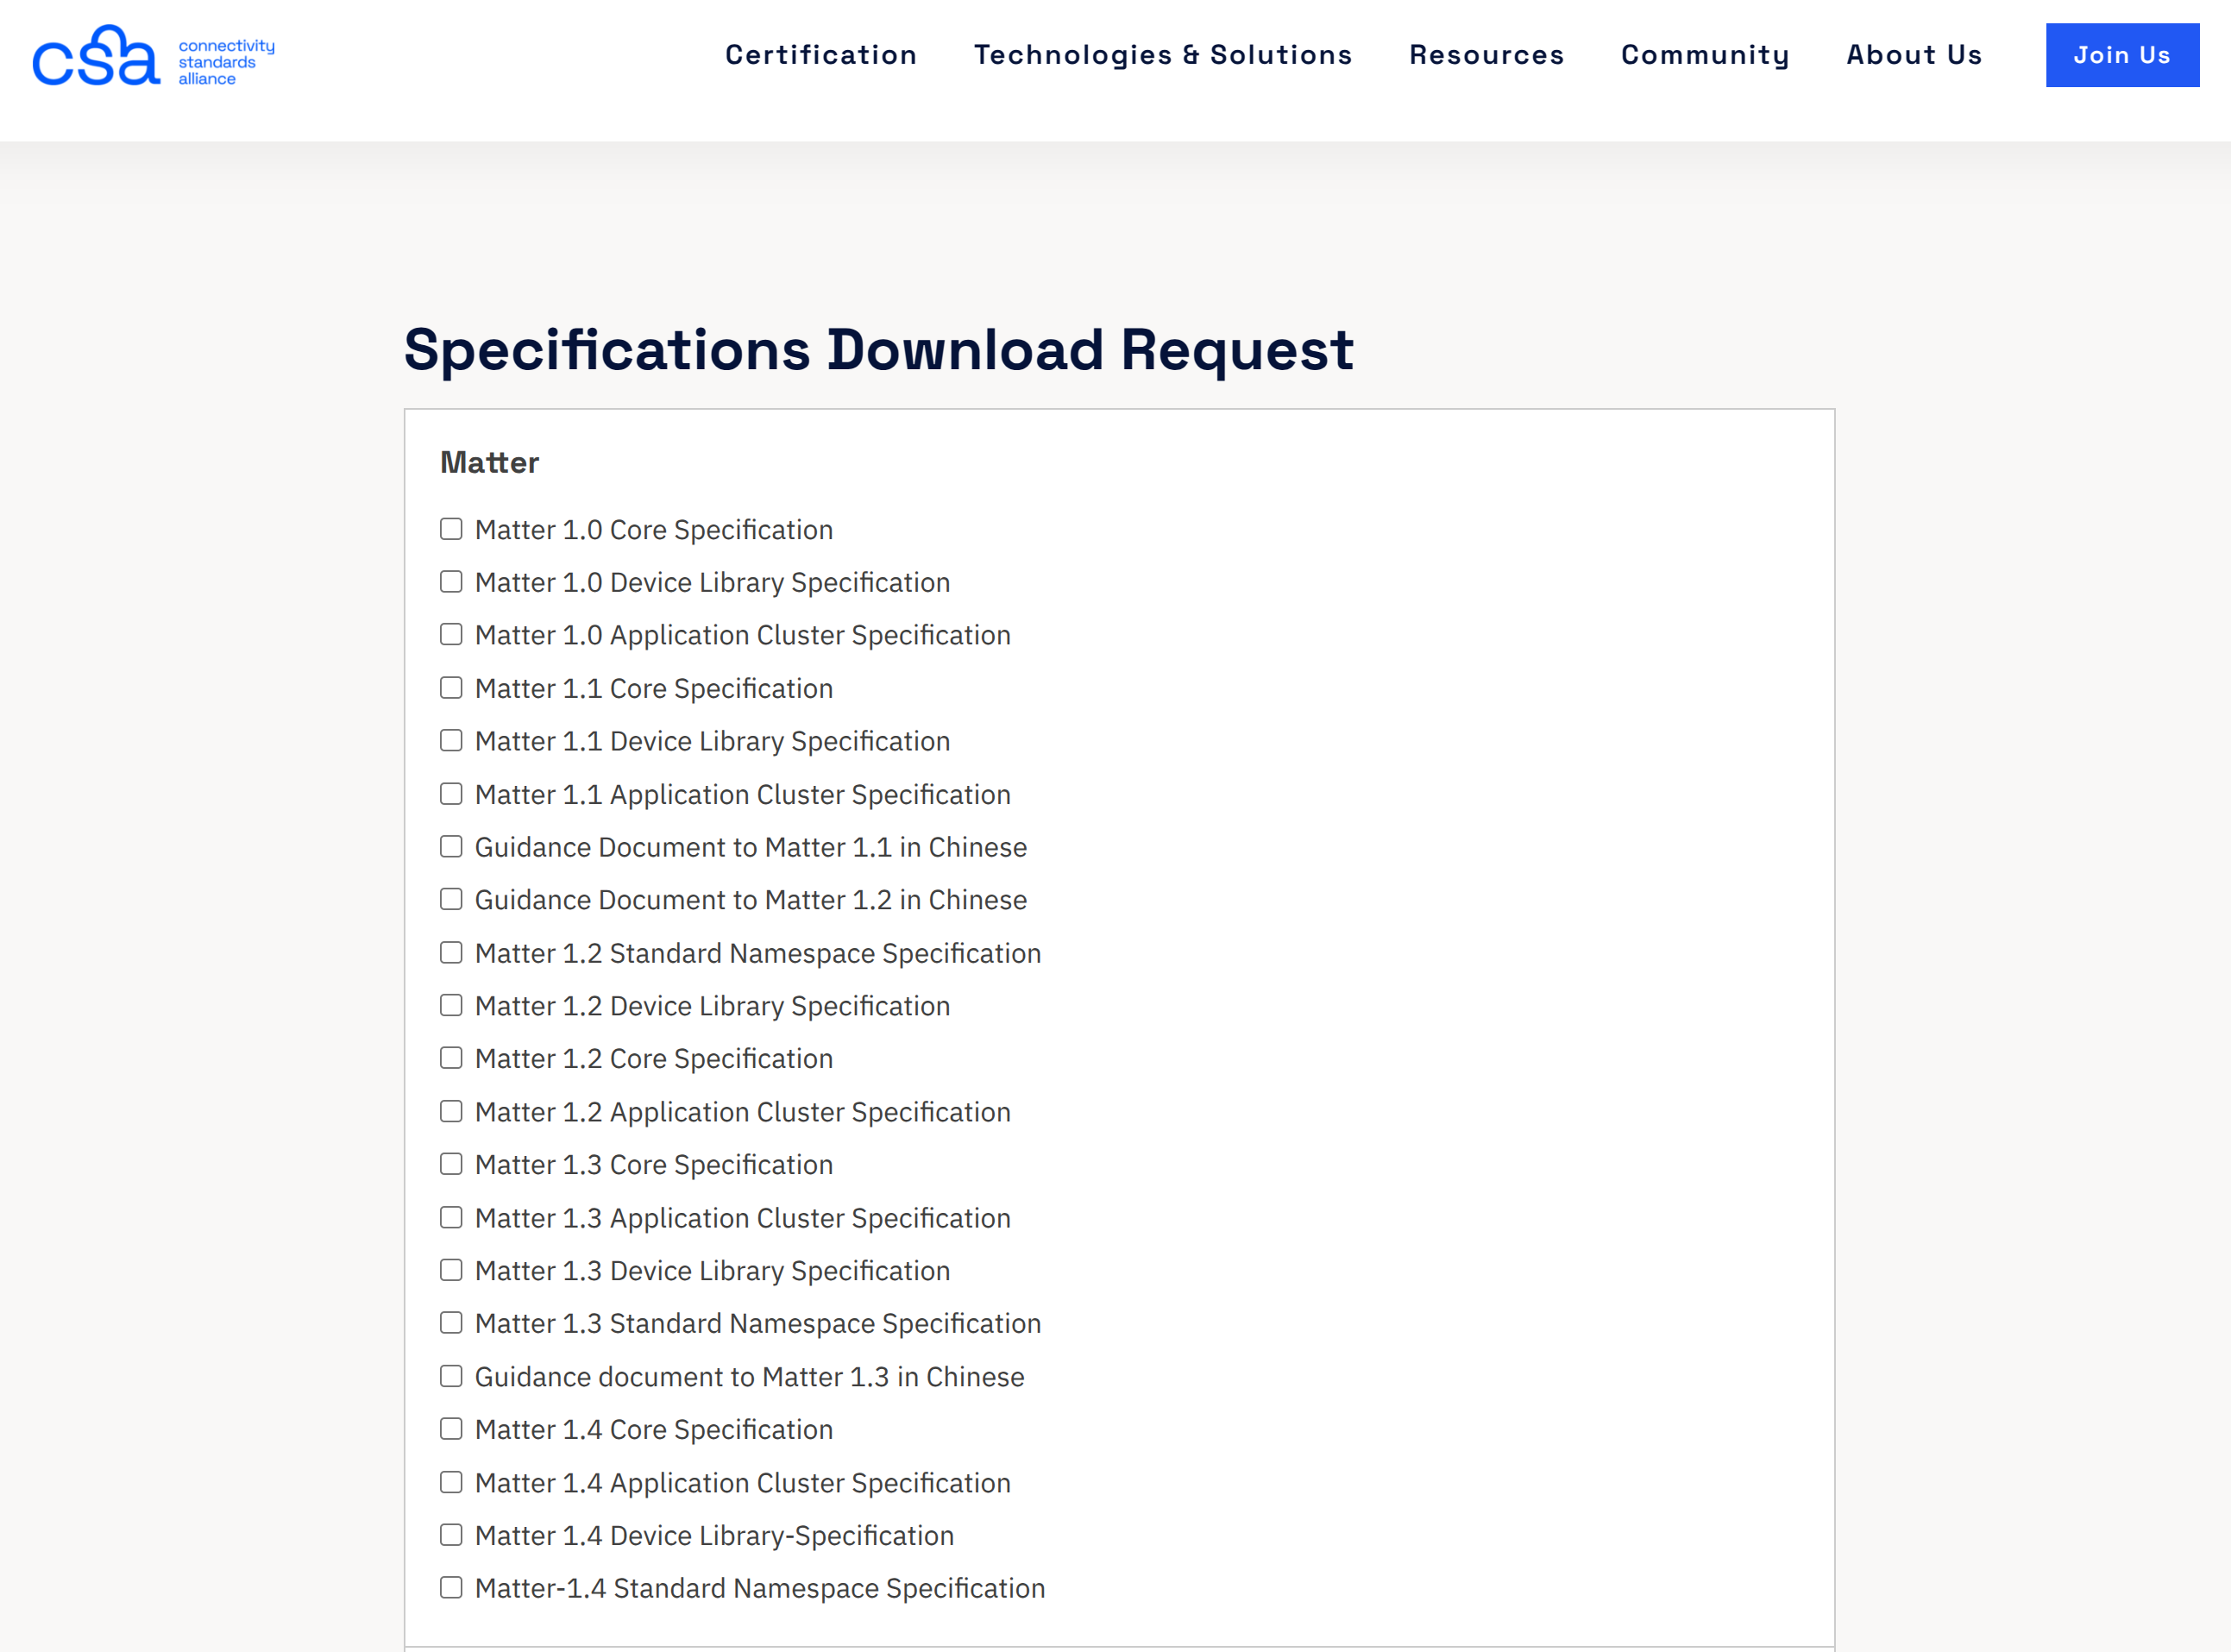 csa connectivity
standards
alliance
Certification Technologies & Solutions Resources Community About Us Join Us
Specifications Download Request
Matter
Matter 1.0 Core Specification
Matter 1.0 Device Library Specification
Matter 1.0 Application Cluster Specification
Matter 1.1 Core Specification
Matter 1.1 Device Library Specification
Matter 1.1 Application Cluster Specification
Guidance Document to Matter 1.1 in Chinese
Guidance Document to Matter 1.2 in Chinese
Matter 1.2 Standard Namespace Specification
Matter 1.2 Device Library Specification
Matter 1.2 Core Specification
Matter 1.2 Application Cluster Specification
Matter 1.3 Core Specification
Matter 1.3 Application Cluster Specification
Matter 1.3 Device Library Specification
Matter 1.3 Standard Namespace Specification
Guidance document to Matter 1.3 in Chinese
Matter 1.4 Core Specification
Matter 1.4 Application Cluster Specification
Matter 1.4 Device Library-Specification
Matter-1.4 Standard Namespace Specification